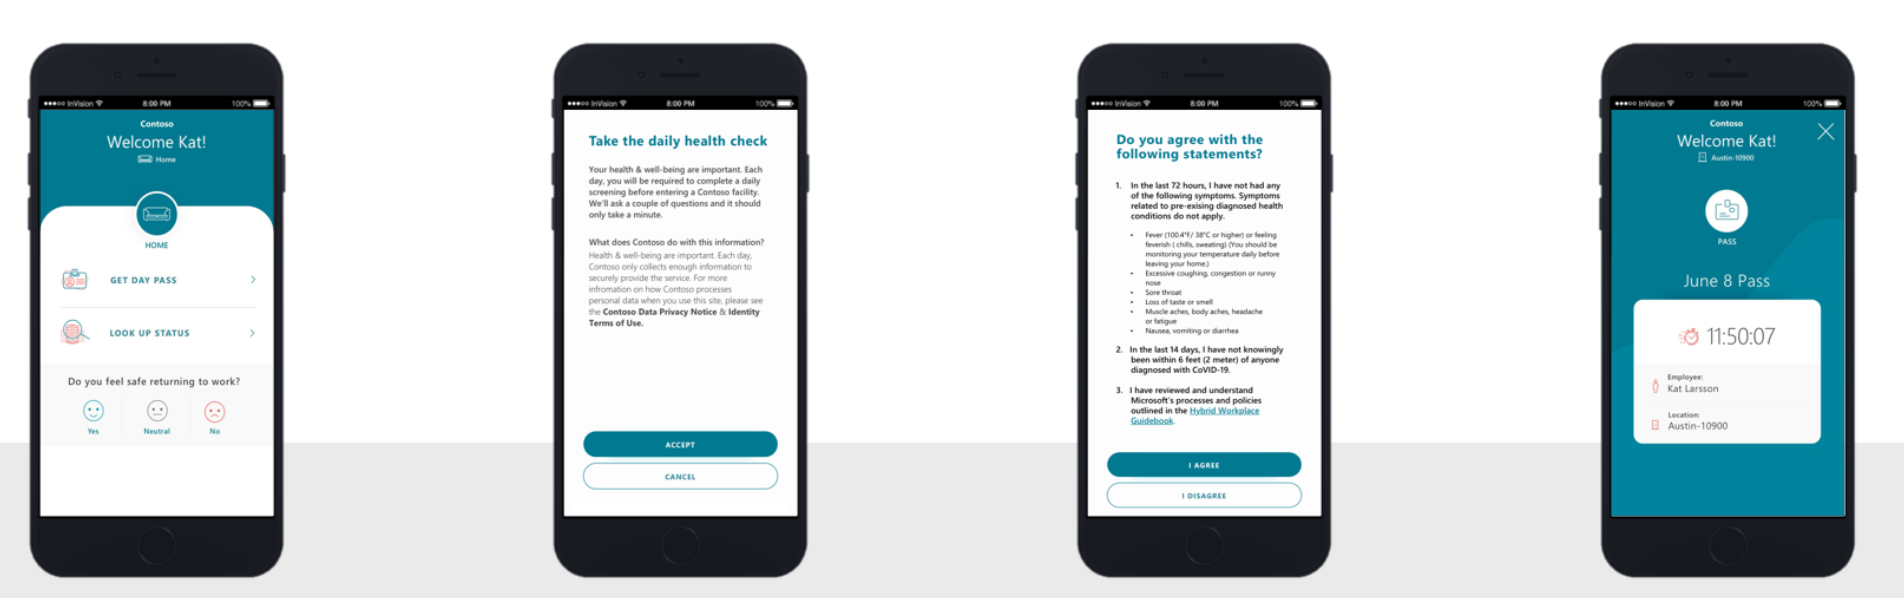 InVision 8:00 PM 100%
Contoso
Welcome Kat!
Home
HOME
GET DAY PASS
LOOK UP STATUS
Do you feel safe returning to work?
Yes Neutral No
InVision 8:00 PM 100%
Take the daily health check
Your health & well-being are important. Each
day, you will be required to complete a daily
screening before entering a Contoso facility.
We'll ask a couple of questions and it should
only take a minute.
What does Contoso do with this information?
Health & well-being are important. Each day,
Contoso only collects enough information to
securely provide the service. For more
infromation on how Contoso processes
personal data when you use this site, please see
the Contoso Data Privacy Notice & Identity
Terms of Use.
ACCEPT
CANCEL
InVision 8:00 PM 100%
Do you agree with the
following statements?
1. In the last 72 hours, I have not had any
of the following symptoms. Symptoms
related to pre-exising diagnosed health
conditions do not apply.
• Fever (100.4°F/ 38°C or higher) or feeling
feverish ( chills, sweating) (You should be
monitoring your temperature daily before
leaving your home.)
• Excessive coughing, congestion or runny
nose
• Sore throat
• Loss of taste or smell
• Muscle aches, body aches, headache
or fatigue
• Nausea, vomiting or diarrhea
2. In the last 14 days, I have not knowingly
been within 6 feet (2 meter) of anyone
diagnosed with CoVID-19.
3. I have reviewed and understand
Microsoft's processes and policies
outlined in the Hybrid Workplace
Guidebook.
I AGREE
I DISAGREE
InVision 8:00 PM 100%
Contoso
Welcome Kat!
Austin-10900
PASS
June 8 Pass
11:50:07
Employee:
Kat Larsson
Location:
Austin-10900